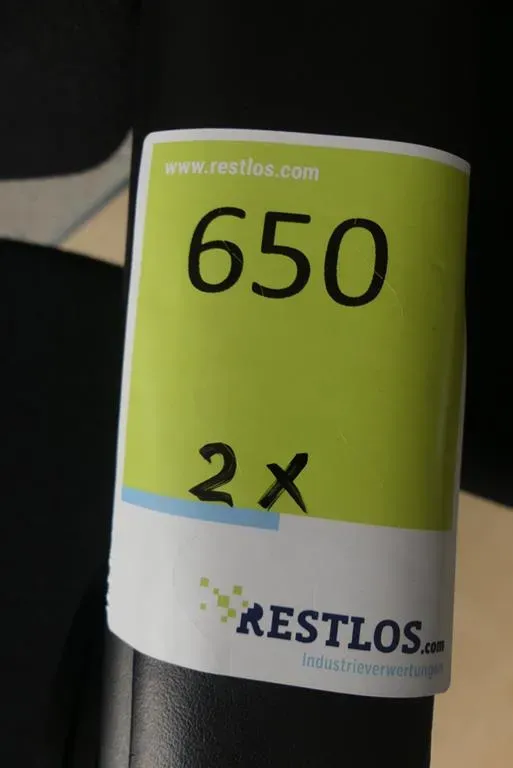 www.restlos.com
650
2 x
RESTLOS.com
Industrieverwertungen